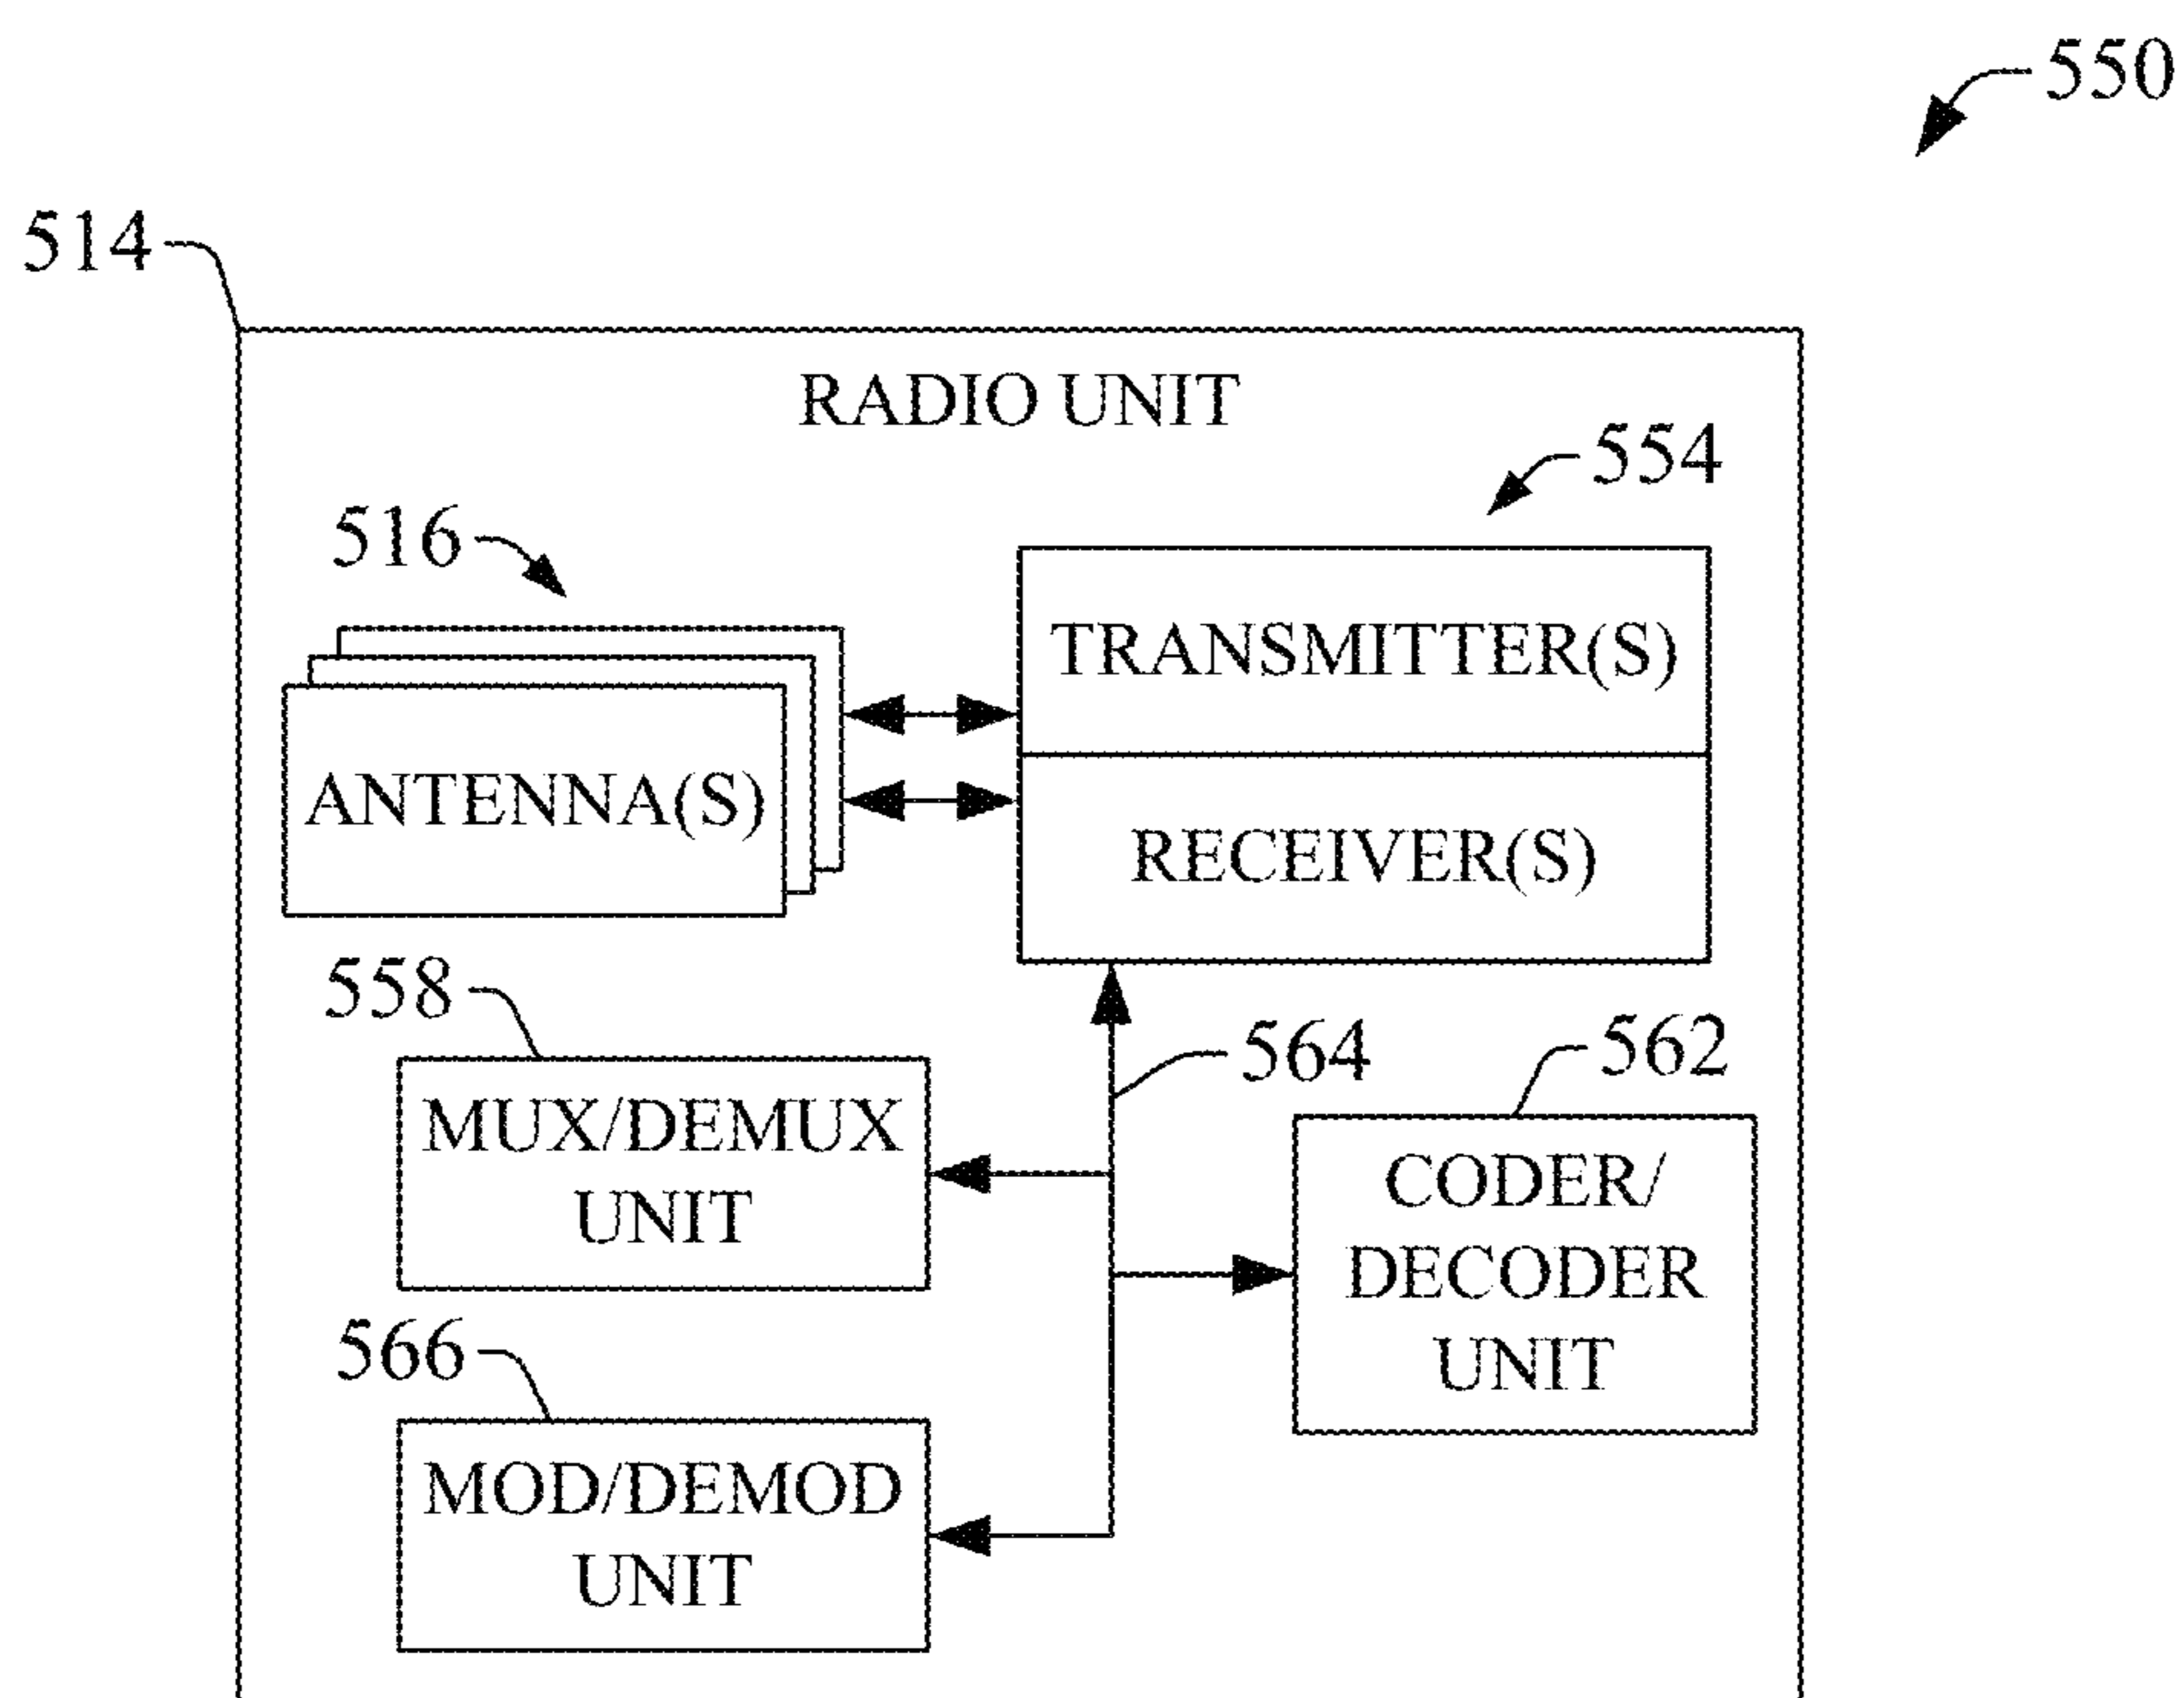 550
514
RADIO UNIT
554
516
TRANSMITTER(S)
ANTENNA(S)
RECEIVER(S)
558
564
562
MUX/DEMUX
UNIT
CODER/
DECODER
UNIT
566
MOD/DEMOD
UNIT